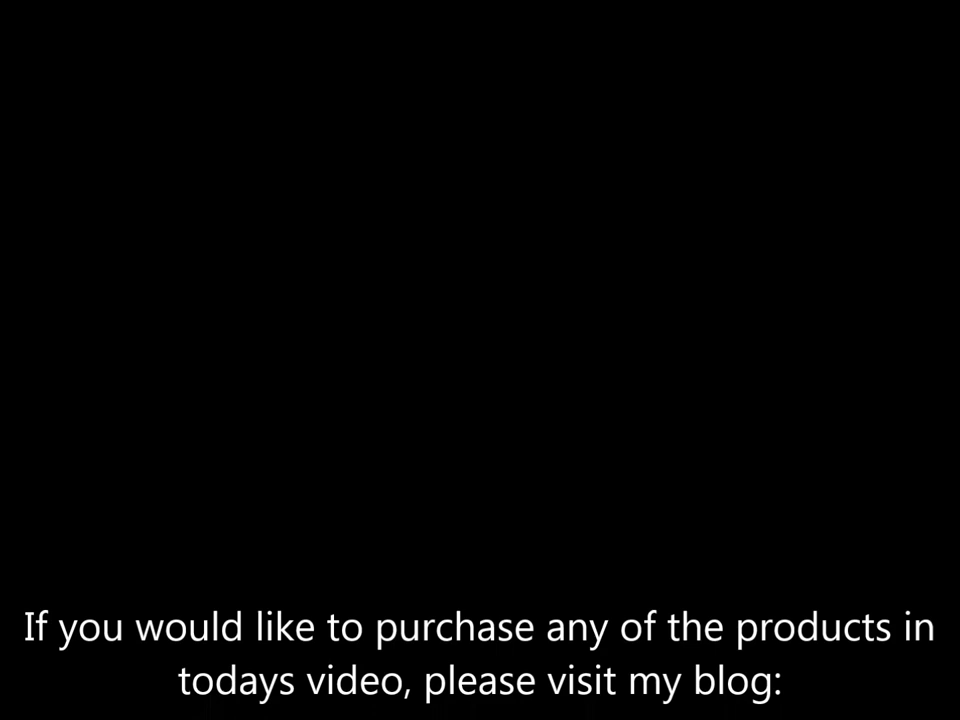 If you would like to purchase any of the products in
todays video, please visit my blog: